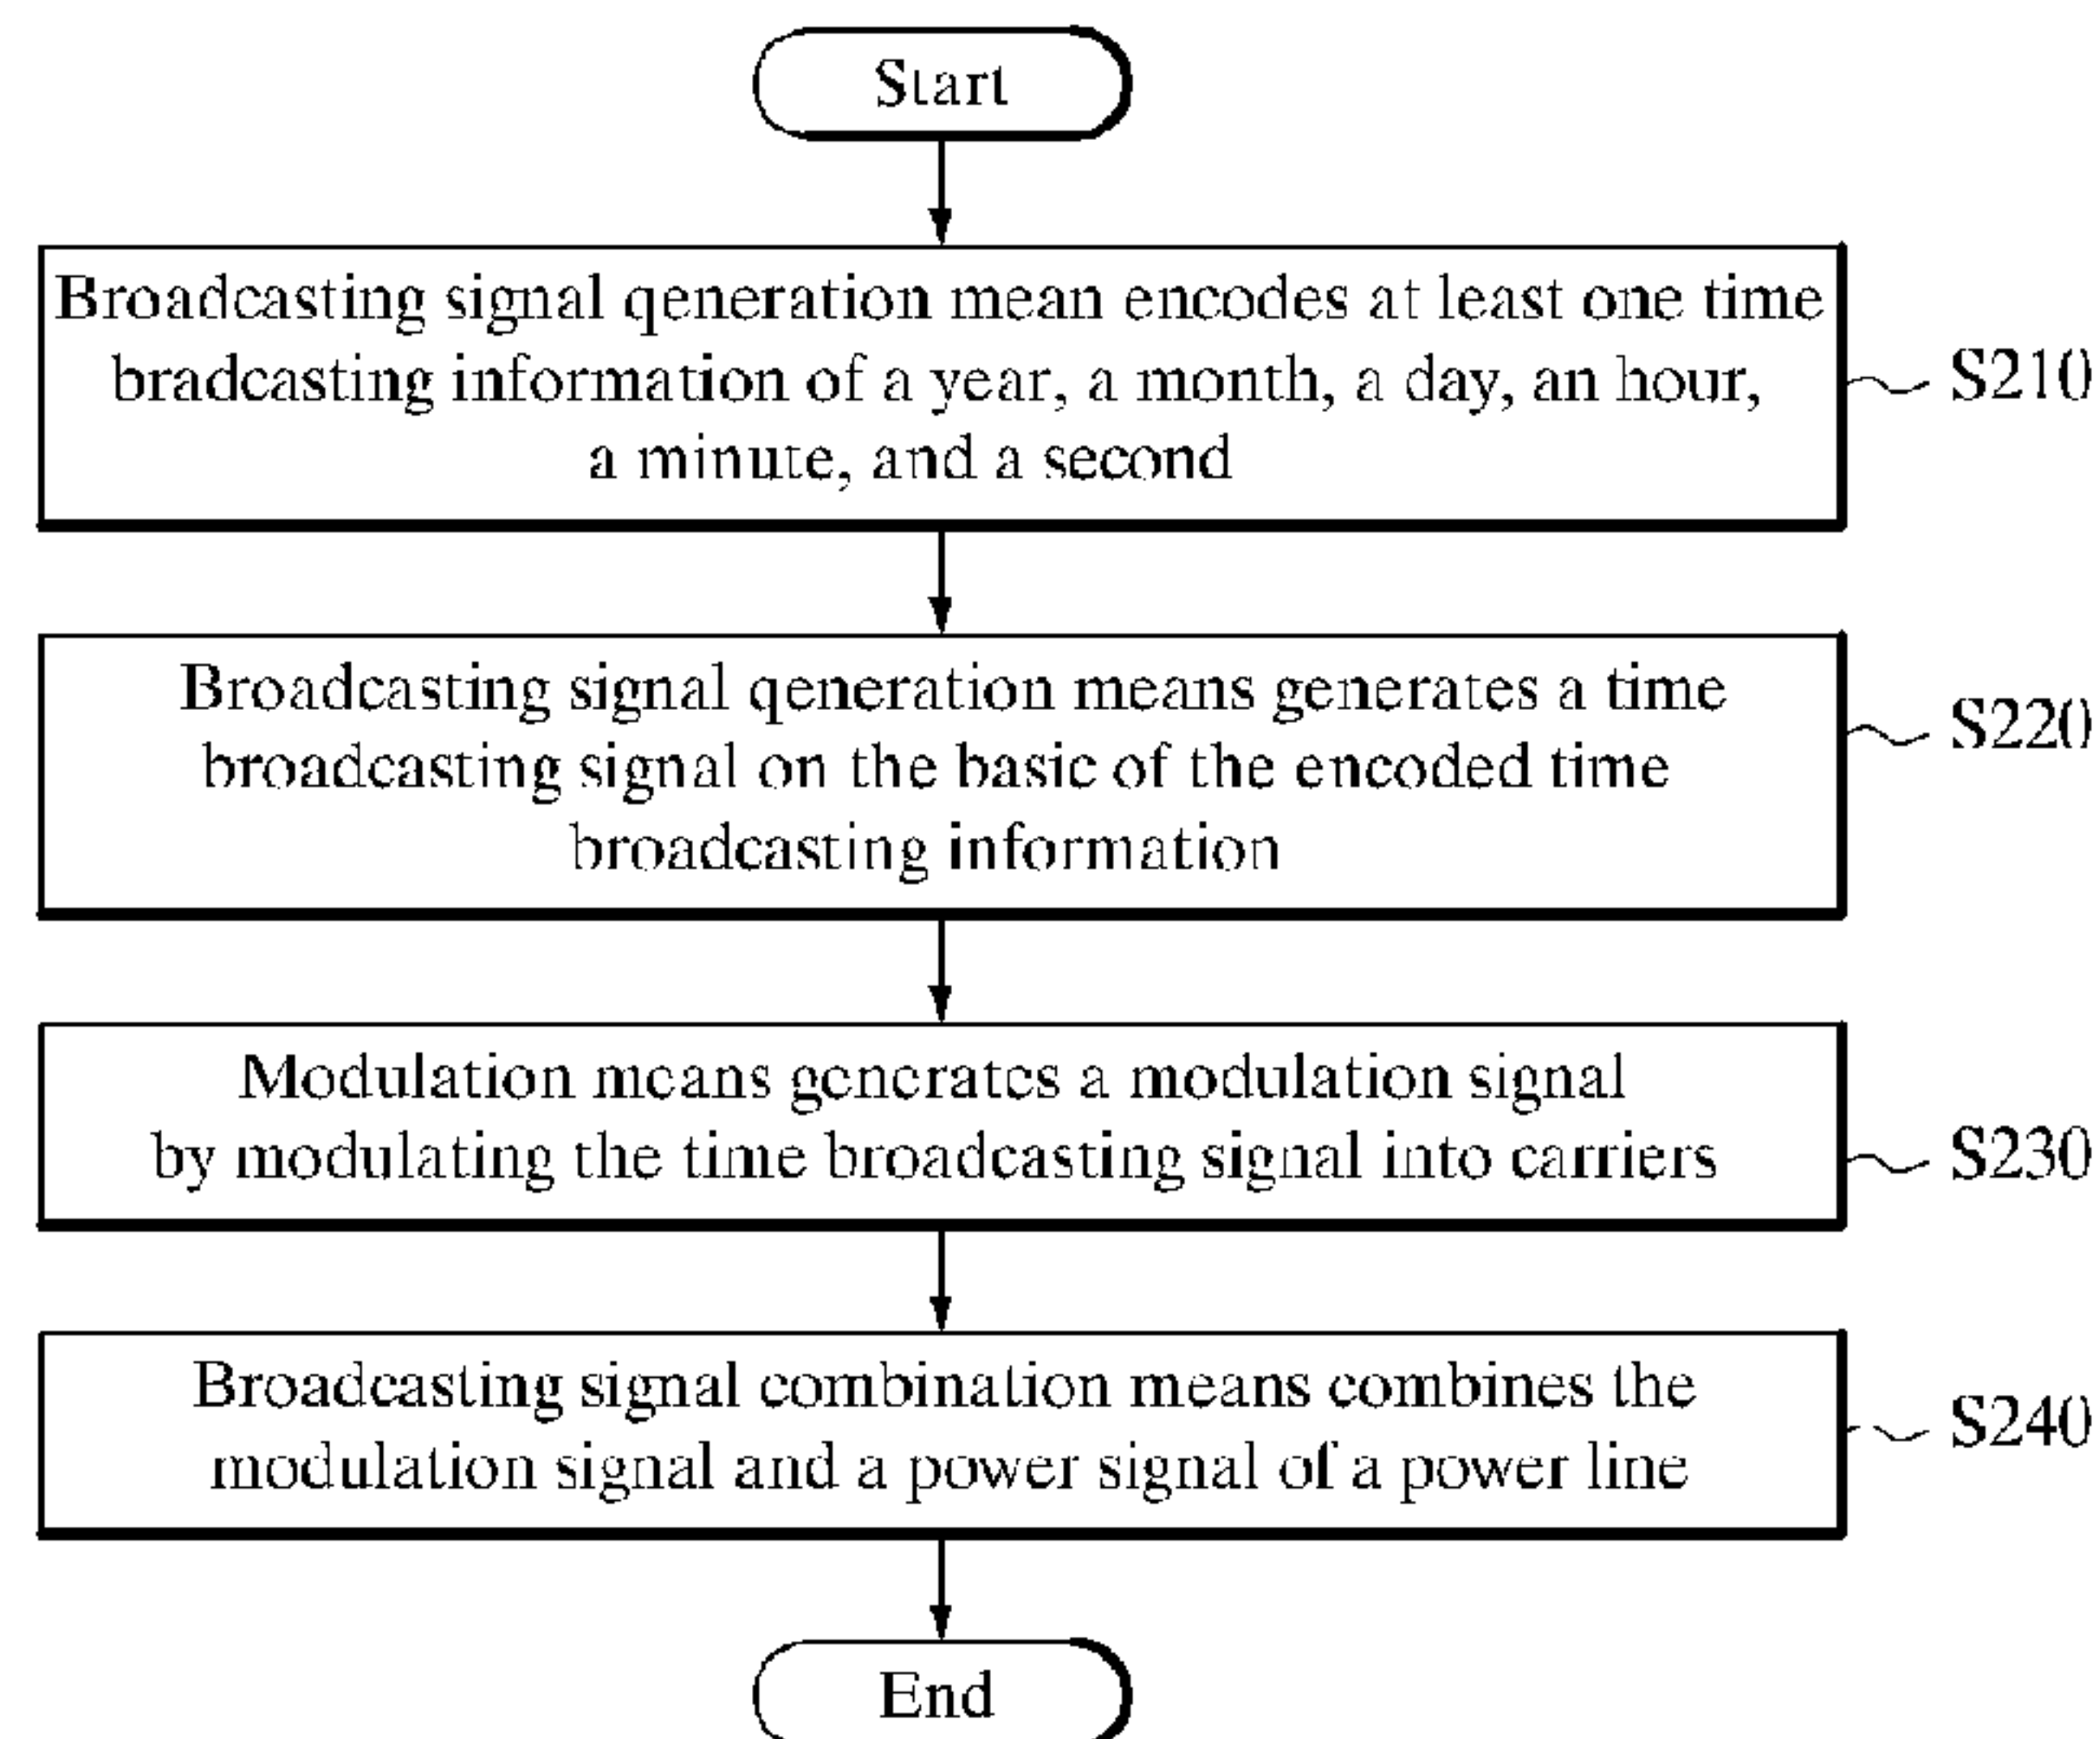 Start
Broadcasting signal qeneration mean encodes at least one time
bradcasting information of a year, a month, a day, an hour,
a minute, and a second
S210
Broadcasting signal qeneration means generates a time
broadcasting signal on the basic of the encoded time
broadcasting information
S220
Modulation means generates a modulation signal
by modulating the time broadcasting signal into carriers
S230
Broadcasting signal combination means combines the
modulation signal and a power signal of a power line
S240
End